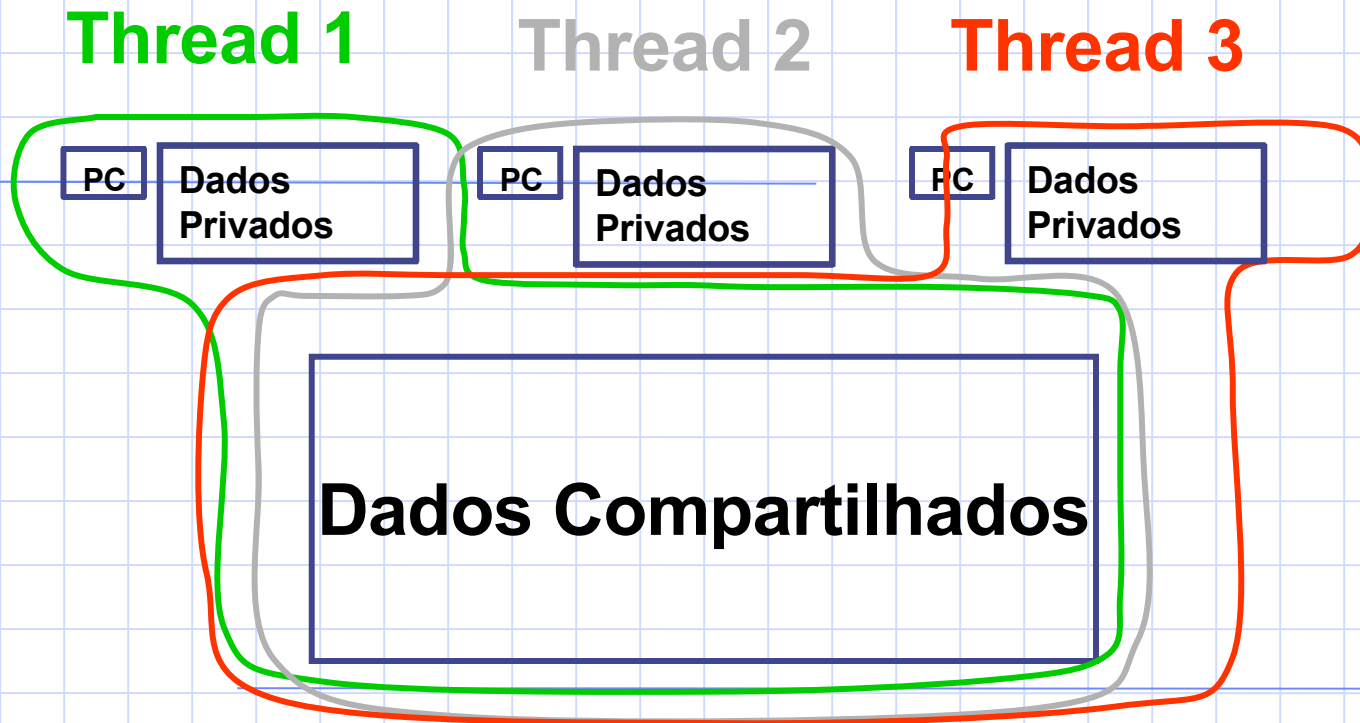 Thread 1
Thread 2
Thread 3
PC
Dados
Privados
PC
Dados
Privados
PC
Dados
Privados
Dados Compartilhados